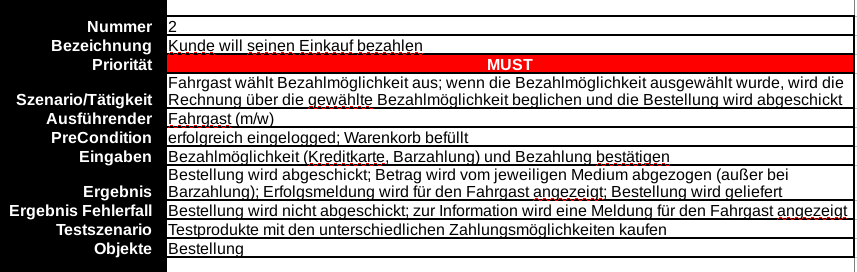 Nummer 2
Bezeichnung Kunde will seinen Einkauf bezahlen
Priorität MUST
Fahrgast wählt Bezahlmöglichkeit aus; wenn die Bezahlmöglichkeit ausgewählt wurde, wird die
Szenario/Tätigkeit Rechnung über die gewählte Bezahlmöglichkeit beglichen und die Bestellung wird abgeschickt
Ausführender Fahrgast (m/w)
PreCondition erfolgreich eingelogged; Warenkorb befüllt
Eingaben Bezahlmöglichkeit (Kreditkarte, Barzahlung) und Bezahlung bestätigen
Bestellung wird abgeschickt; Betrag wird vom jeweiligen Medium abgezogen (außer bei
Ergebnis Barzahlung); Erfolgsmeldung wird für den Fahrgast angezeigt; Bestellung wird geliefert
Ergebnis Fehlerfall Bestellung wird nicht abgeschickt; zur Information wird eine Meldung für den Fahrgast angezeigt
Testszenario Testprodukte mit den unterschiedlichen Zahlungsmöglichkeiten kaufen
Objekte Bestellung